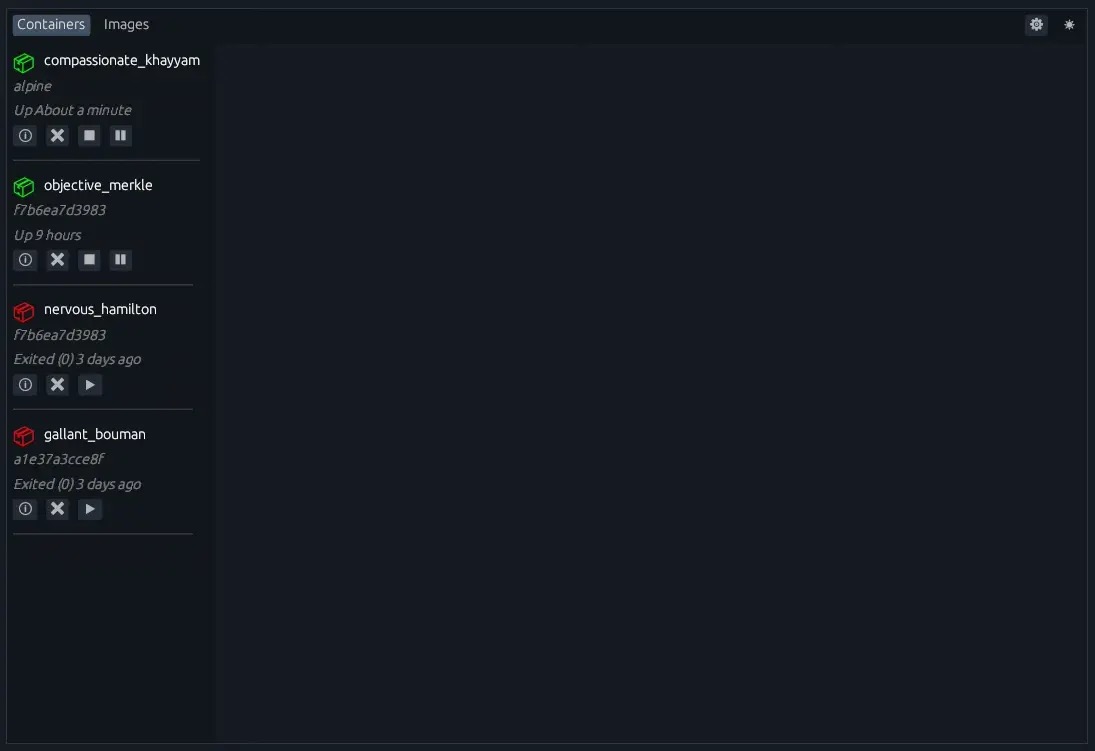 Containers Images
compassionate_khayyam
alpine
Up About a minute
objective_merkle
f7b6ea7d3983
Up 9 hours
nervous_hamilton
f7b6ea7d3983
Exited (0) 3 days ago
gallant_bouman
a1e37a3cce8f
Exited (0) 3 days ago